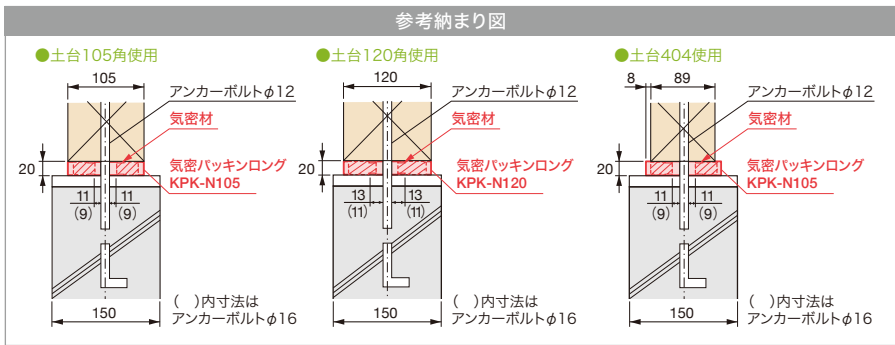 参考納まり図
●土台105角使用
105
アンカーボルトφ12
気密材
気密パッキンロング
KPK-N105
20
11
(9)
11
(9)
150
( )内寸法は
アンカーボルトφ16
●土台120角使用
120
アンカーボルトφ12
気密材
気密パッキンロング
KPK-N120
20
13
(11)
13
(11)
150
( )内寸法は
アンカーボルトφ16
●土台404使用
8
89
アンカーボルトφ12
気密材
気密パッキンロング
KPK-N105
20
11
(9)
11
(9)
150
( )内寸法は
アンカーボルトφ16